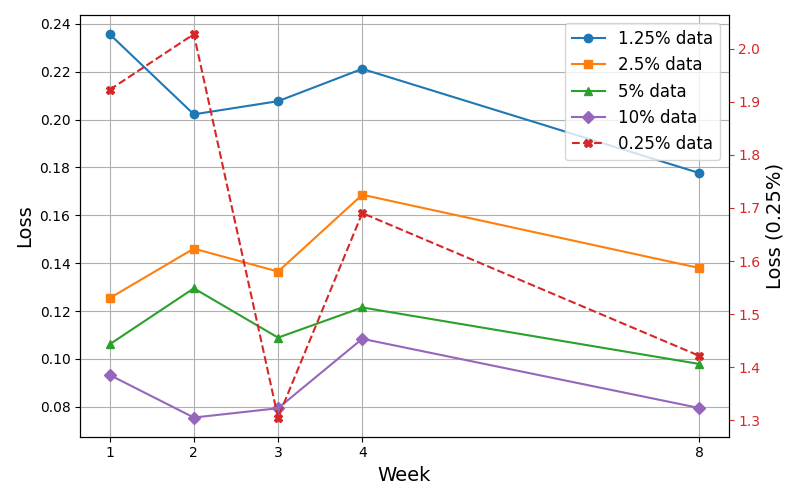 0.24
0.22
0.20
0.18
0.16
0.14
0.12
0.10
0.08
Loss
1
2
3
4
8
Week
2.0
1.9
1.8
1.7
1.6
1.5
1.4
1.3
Loss (0.25%)
1.25% data
2.5% data
5% data
10% data
0.25% data